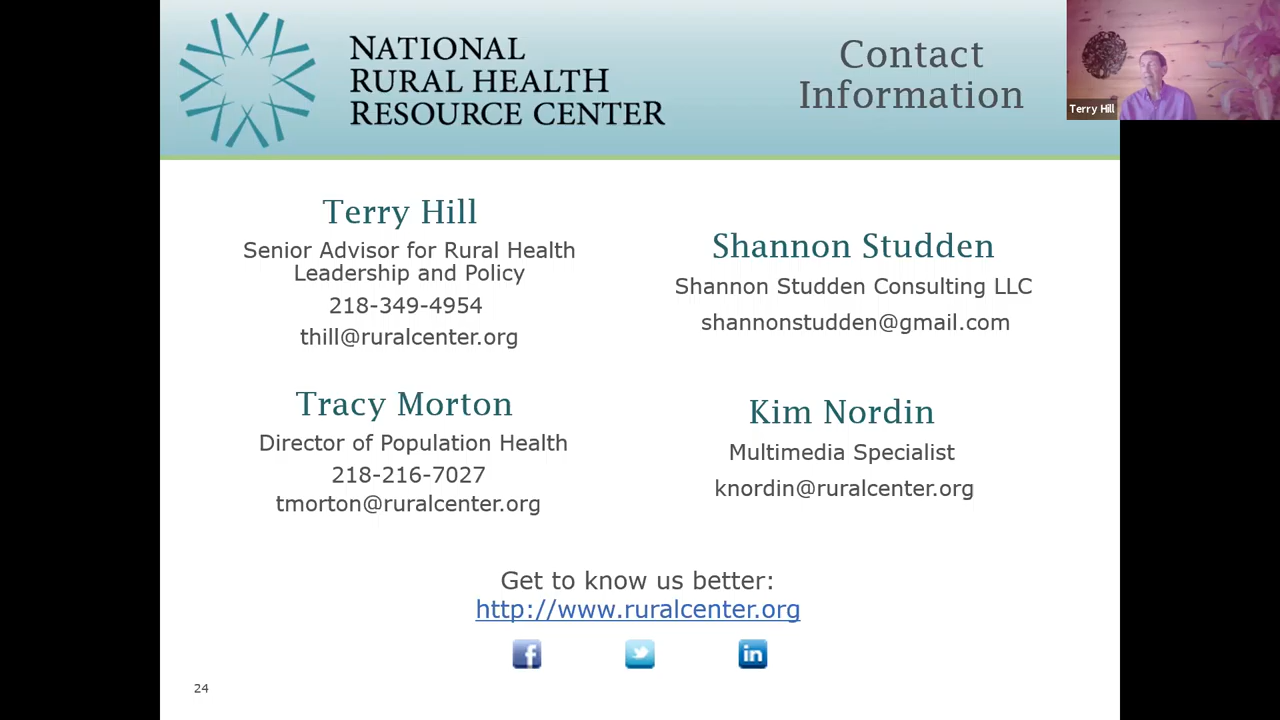 NATIONAL
RURAL HEALTH
RESOURCE CENTER
Contact
Information
Terry Hill
Terry Hill
Senior Advisor for Rural Health
Leadership and Policy
218-349-4954
thill@ruralcenter.org
Shannon Studden
Shannon Studden Consulting LLC
shannonstudden@gmail.com
Tracy Morton
Director of Population Health
218-216-7027
tmorton@ruralcenter.org
Kim Nordin
Multimedia Specialist
knordin@ruralcenter.org
Get to know us better:
http://www.ruralcenter.org
f
in
24